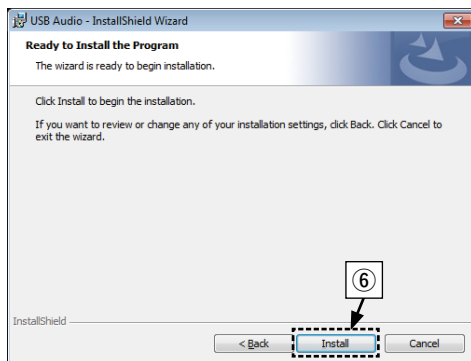 USB Audio - InstallShield Wizard
Ready to Install the Program
The wizard is ready to begin installation.
Click Install to begin the installation.
If you want to review or change any of your installation settings, click Back. Click Cancel to
exit the wizard.
⑥
InstallShield
< Back
Install
Cancel